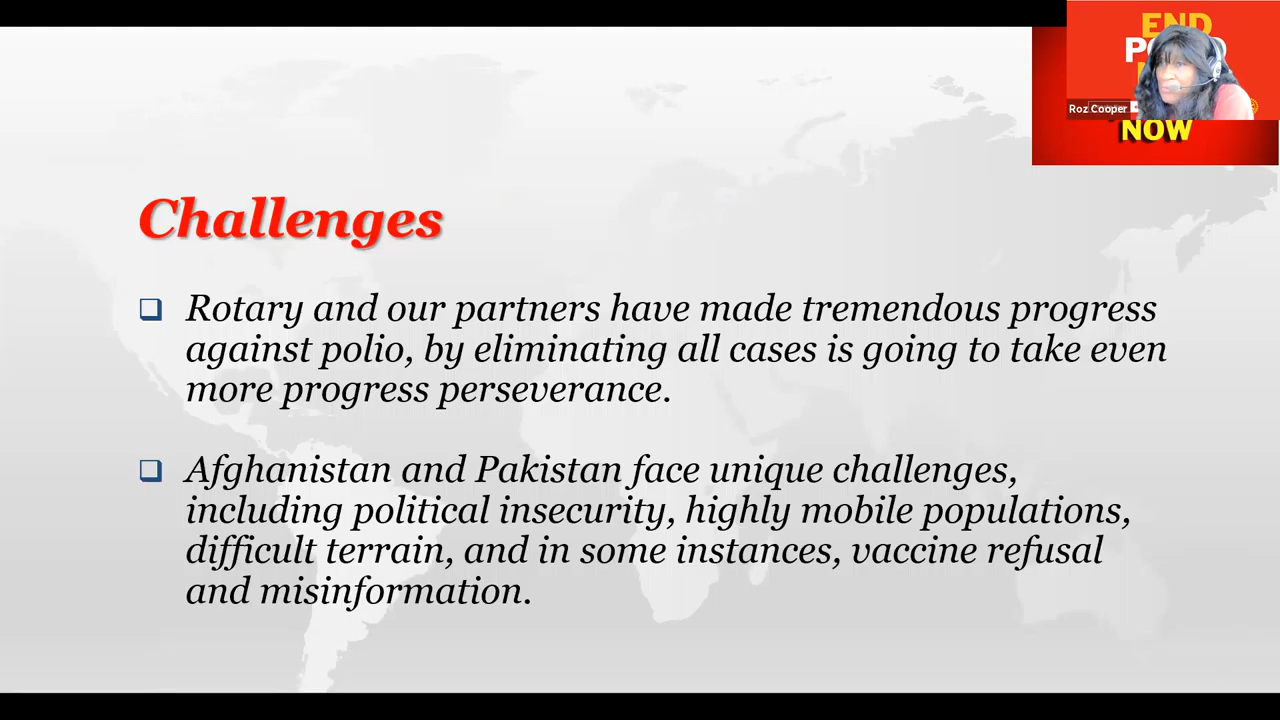 END
Roz Cooper
NOW
Challenges
Rotary and our partners have made tremendous progress
against polio, by eliminating all cases is going to take even
more progress perseverance.
Afghanistan and Pakistan face unique challenges,
including political insecurity, highly mobile populations,
difficult terrain, and in some instances, vaccine refusal
and misinformation.